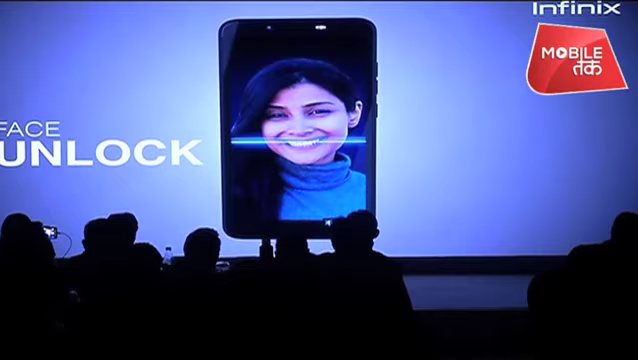 Infinix
MOBILE
तक
FACE
UNLOCK